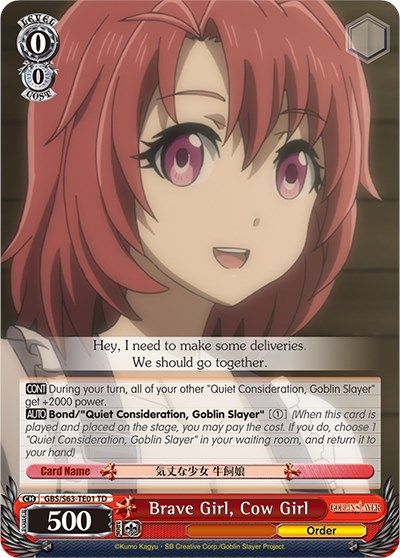 LEVEL
0
0
COST
Hey, I need to make some deliveries.
We should go together.
CONT During your turn, all of your other "Quiet Consideration, Goblin Slayer"
get +2000 power.
AUTO Bond/"Quiet Consideration, Goblin Slayer" [①] (When this card is
played and placed on the stage, you may pay the cost. If you do, choose 1
"Quiet Consideration, Goblin Slayer" in your waiting room, and return it to
your hand)
Card Name 気丈な少女 牛飼娘
CH GBS/S63-TE01 TD
500
Brave Girl, Cow Girl
GOBLIN SLAYER
Order
©Kumo Kagyu・SB Creative Corp./Goblin Slayer Project.